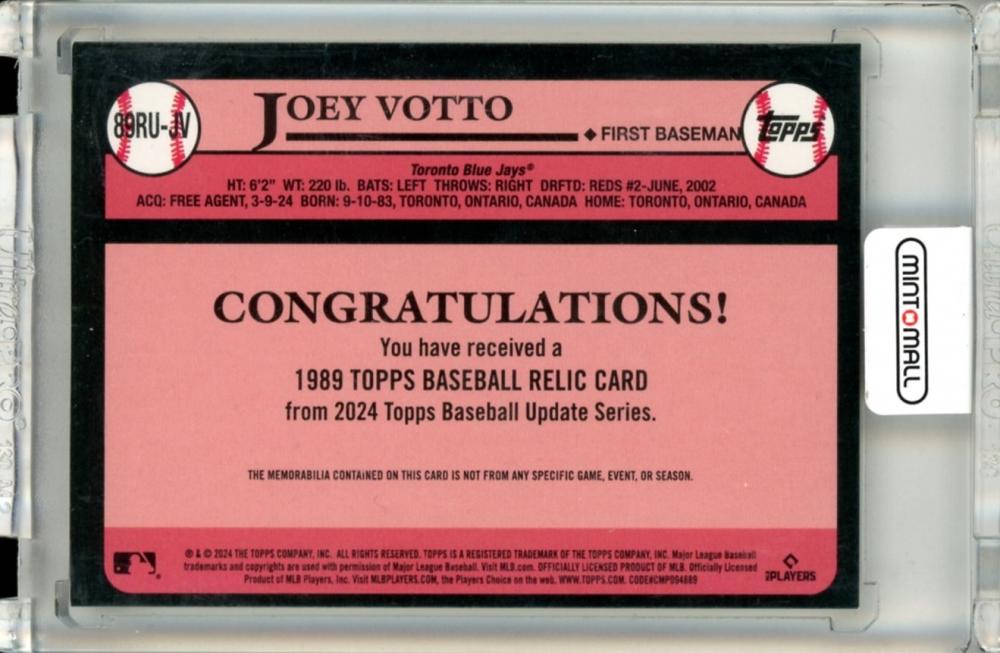 89RU-JV
JOEY VOTTO
◆ FIRST BASEMAN
topps
Toronto Blue Jays®
HT: 6'2" WT: 220 lb. BATS: LEFT THROWS: RIGHT DRFTD: REDS #2-JUNE, 2002
ACQ: FREE AGENT, 3-9-24 BORN: 9-10-83, TORONTO, ONTARIO, CANADA HOME: TORONTO, ONTARIO, CANADA
CONGRATULATIONS!
You have received a
1989 TOPPS BASEBALL RELIC CARD
from 2024 Topps Baseball Update Series.
THE MEMORABILIA CONTAINED ON THIS CARD IS NOT FROM ANY SPECIFIC GAME, EVENT, OR SEASON.
® & © 2024 THE TOPPS COMPANY, INC. ALL RIGHTS RESERVED. TOPPS IS A REGISTERED TRADEMARK OF THE TOPPS COMPANY, INC. Major League Baseball
trademarks and copyrights are used with permission of Major League Baseball. Visit MLB.com. OFFICIALLY LICENSED PRODUCT OF MLB. Officially Licensed
Product of MLB Players, Inc. Visit MLBPLAYERS.COM, the Players Choice on the web. WWW.TOPPS.COM. CODE#CMP094689
PLAYERS
MINTOMALL